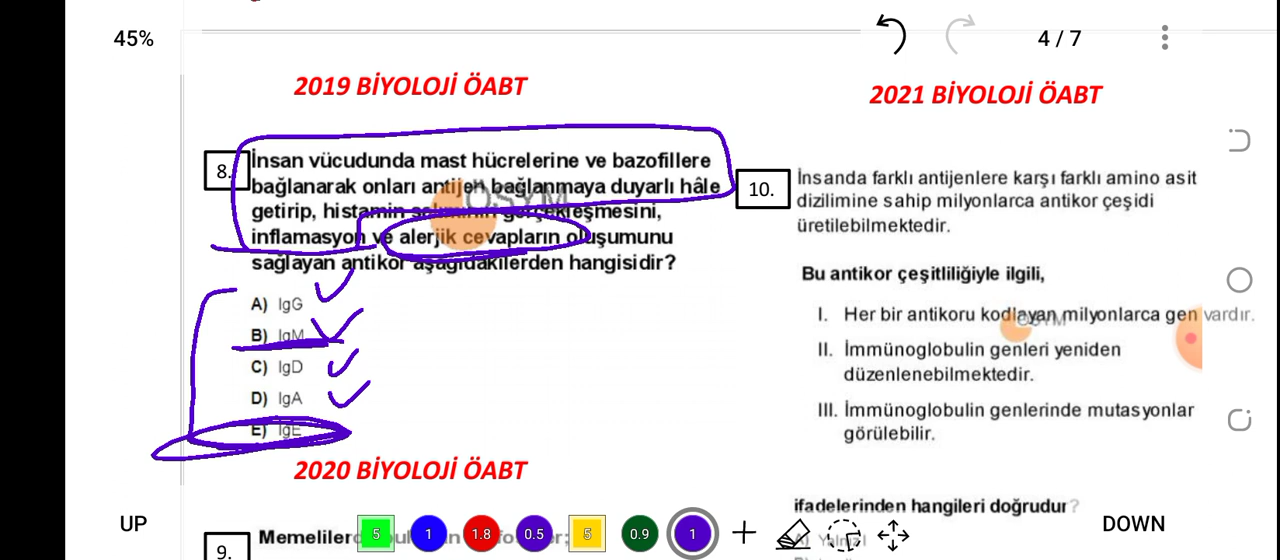 45%
4 / 7
2019 BİYOLOJİ ÖABT
8.
İnsan vücudunda mast hücrelerine ve bazofillere
bağlanarak onları antijen bağlanmaya duyarlı hâle
getirip, histamin salınımın gerçekleşmesini,
inflamasyon ve alerjik cevapların oluşumunu
sağlayan antikor aşağıdakilerden hangisidir?
A) IgG
B) IgM
C) IgD
D) IgA
E) IgE
2020 BİYOLOJİ ÖABT
9.
2021 BİYOLOJİ ÖABT
10.
İnsanda farklı antijenlere karşı farklı amino asit
dizilimine sahip milyonlarca antikor çeşidi
üretilebilmektedir.
Bu antikor çeşitliliğiyle ilgili,
I. Her bir antikoru kodlayan milyonlarca gen vardır.
II. İmmünoglobulin genleri yeniden
düzenlenebilmektedir.
III. İmmünoglobulin genlerinde mutasyonlar
görülebilir.
ifadelerinden hangileri doğrudur?
A) Yalnız I
ÖSYM
ÖSYM
UP
5 1 1.8 0.5 5 0.9 1
DOWN